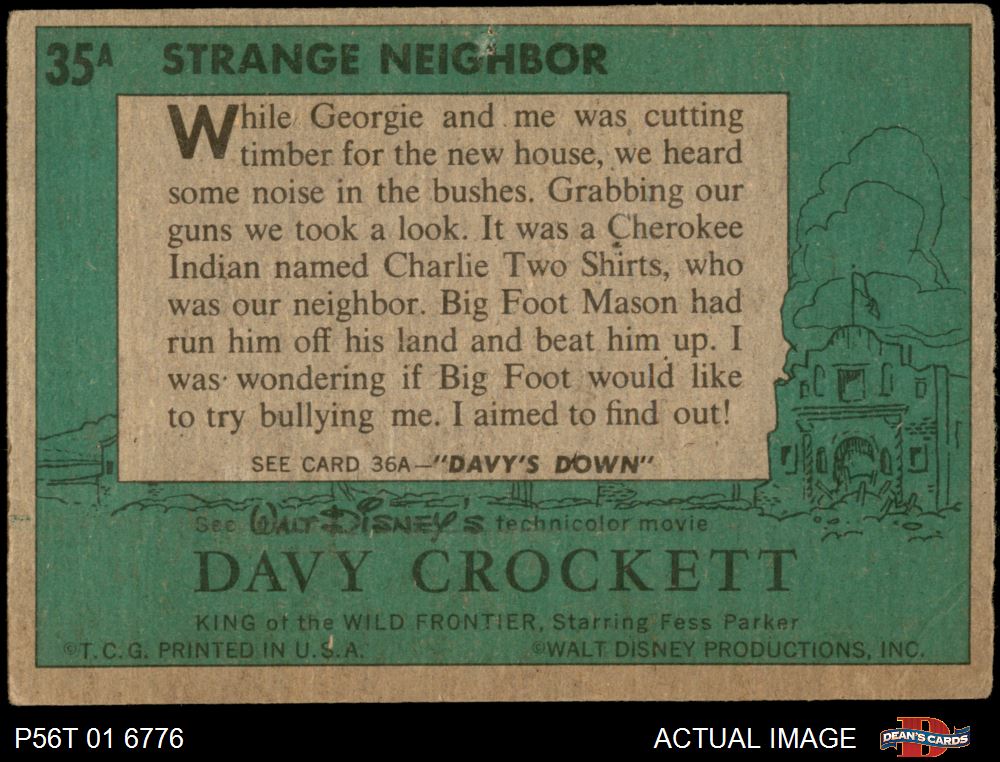 35A STRANGE NEIGHBOR
While Georgie and me was cutting
timber for the new house, we heard
some noise in the bushes. Grabbing our
guns we took a look. It was a Cherokee
Indian named Charlie Two Shirts, who
was our neighbor. Big Foot Mason had
run him off his land and beat him up. I
was wondering if Big Foot would like
to try bullying me. I aimed to find out!
SEE CARD 36A—"DAVY'S DOWN"
See WALT DISNEY'S technicolor movie
DAVY CROCKETT
KING of the WILD FRONTIER, Starring Fess Parker
©T.C.G. PRINTED IN U.S.A. ©WALT DISNEY PRODUCTIONS, INC.
P56T 01 6776 ACTUAL IMAGE D DEAN'S CARDS